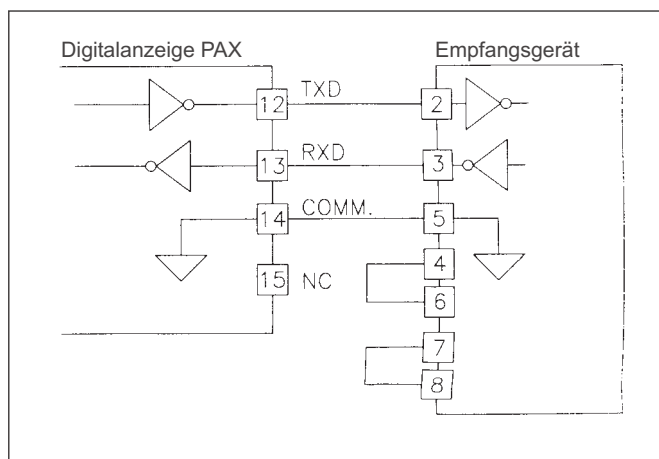 Digitalanzeige PAX Empfangsgerät
12 TXD 2
13 RXD 3
14 COMM. 5
4
15 NC
6
7
8